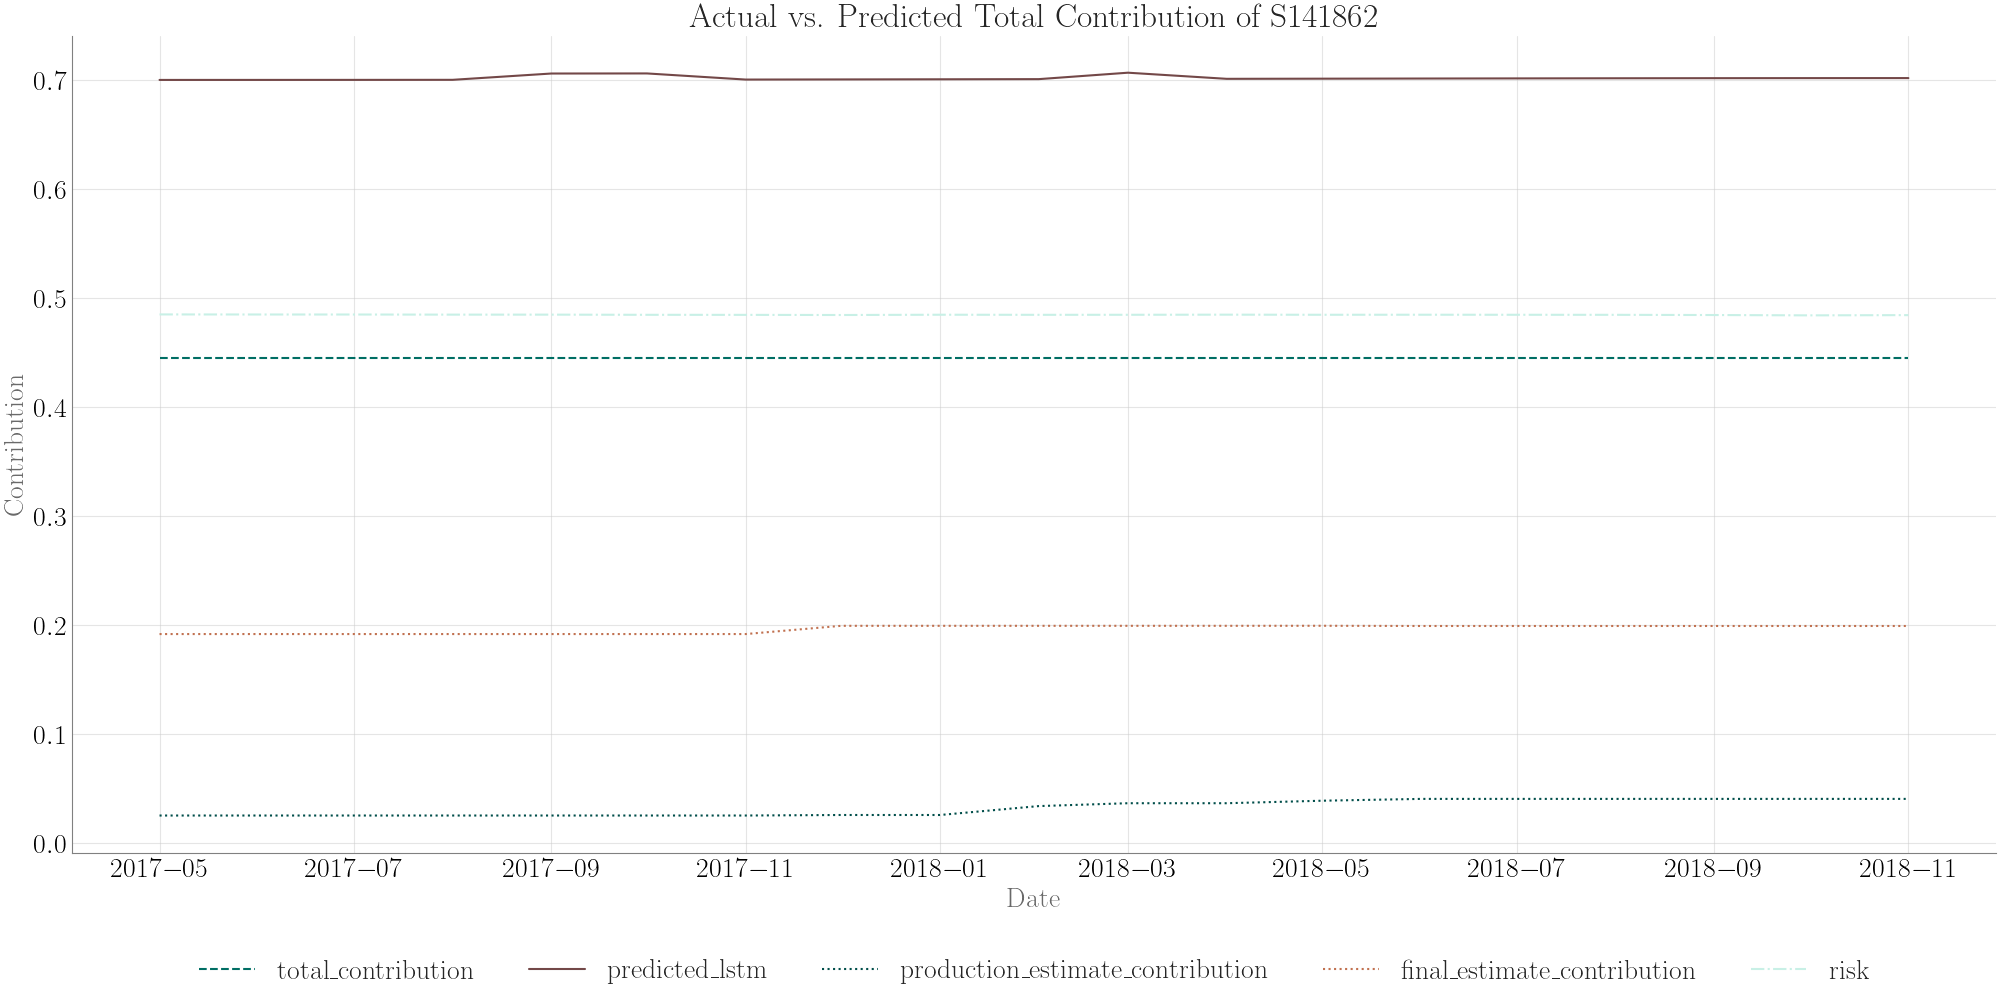 Actual vs. Predicted Total Contribution of S141862
Contribution
0.7
0.6
0.5
0.4
0.3
0.2
0.1
0.0
2017–05 2017–07 2017–09 2017–11 2018–01 2018–03 2018–05 2018–07 2018–09 2018–11
Date
total_contribution predicted_lstm production_estimate_contribution final_estimate_contribution risk